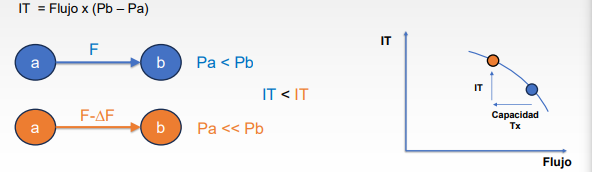 IT = Flujo x (Pb – Pa)
a
F
b
Pa < Pb
IT < IT
a
F-ΔF
b
Pa << Pb
IT
IT
Capacidad
Tx
Flujo